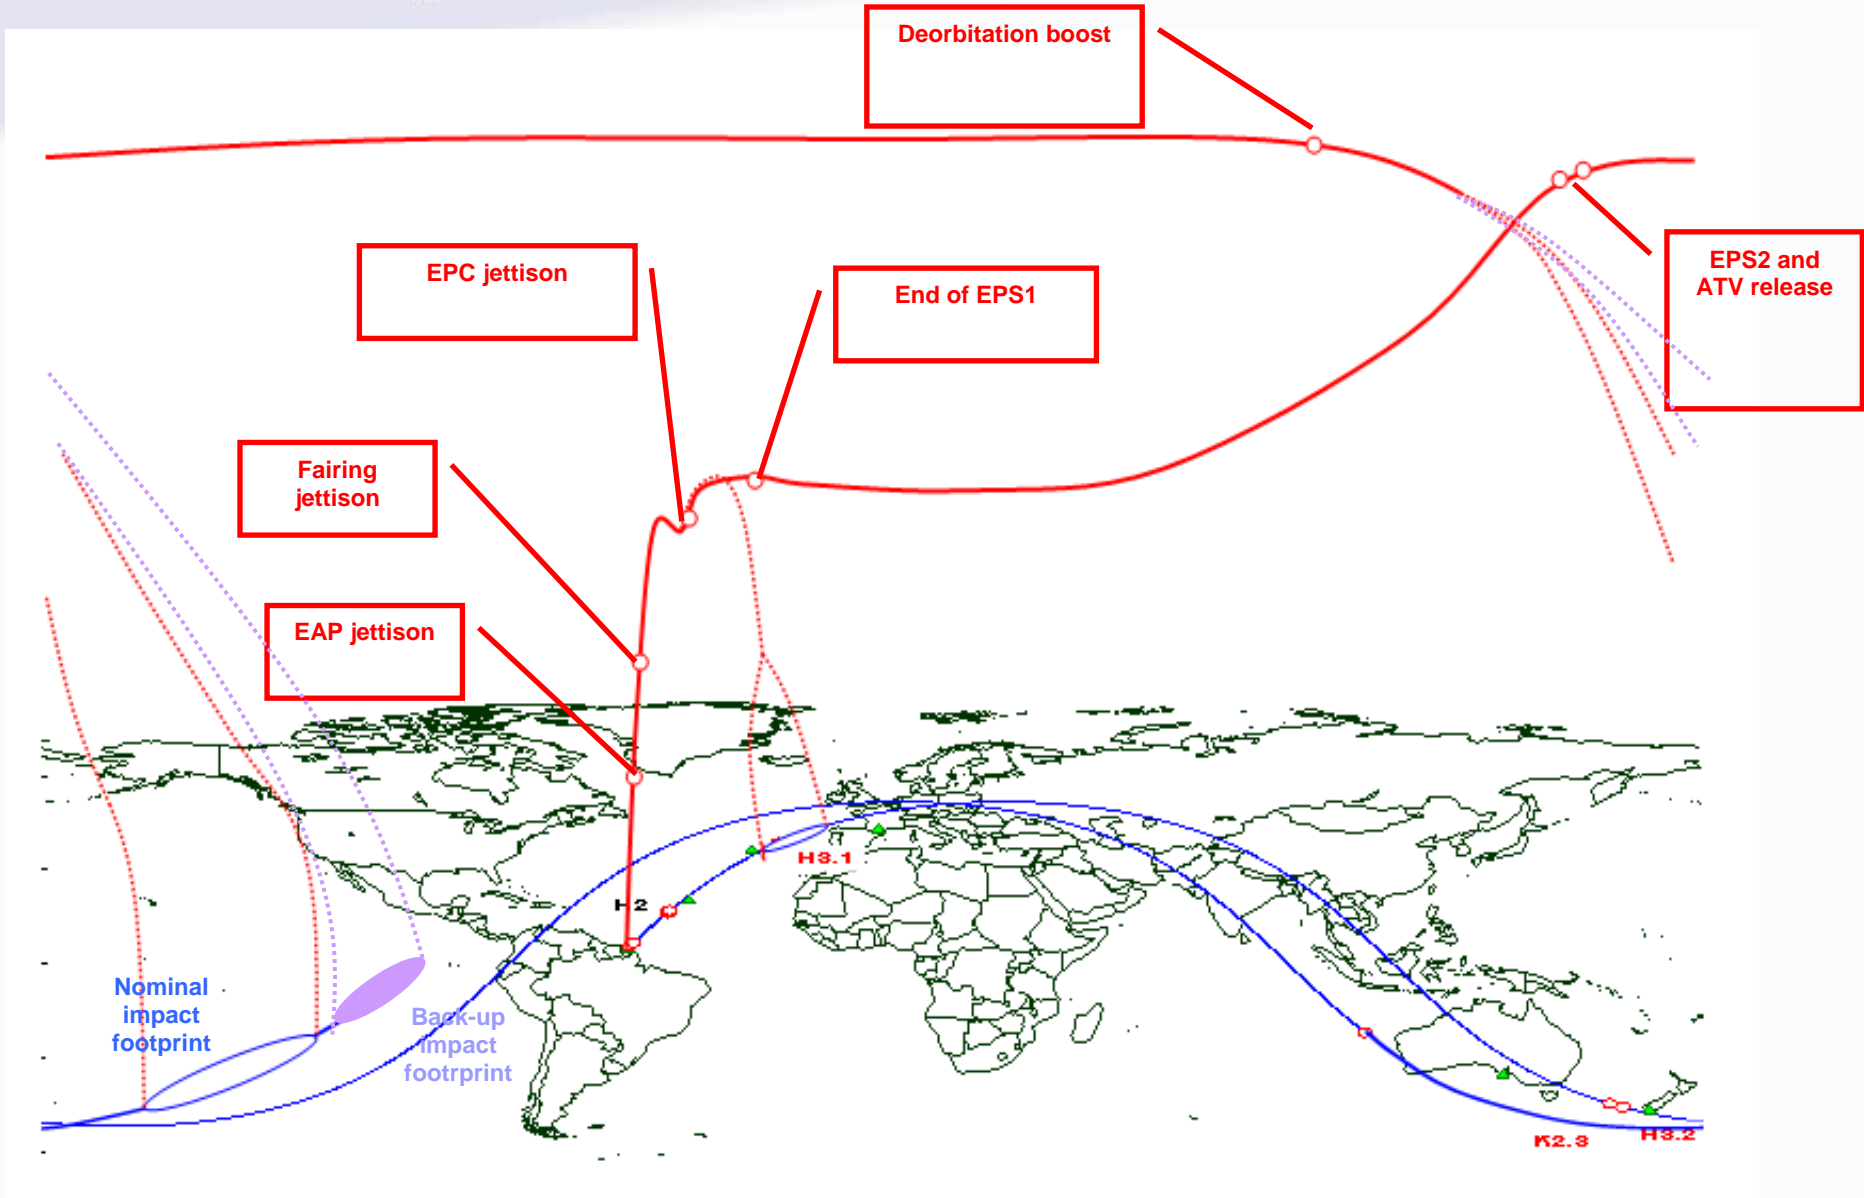 Deorbitation boost
EPC jettison
End of EPS1
EPS2 and
ATV release
Fairing
jettison
EAP jettison
H3.1
H2
Nominal
impact
footprint
Back-up
impact
footrprint
K2.3
H3.2